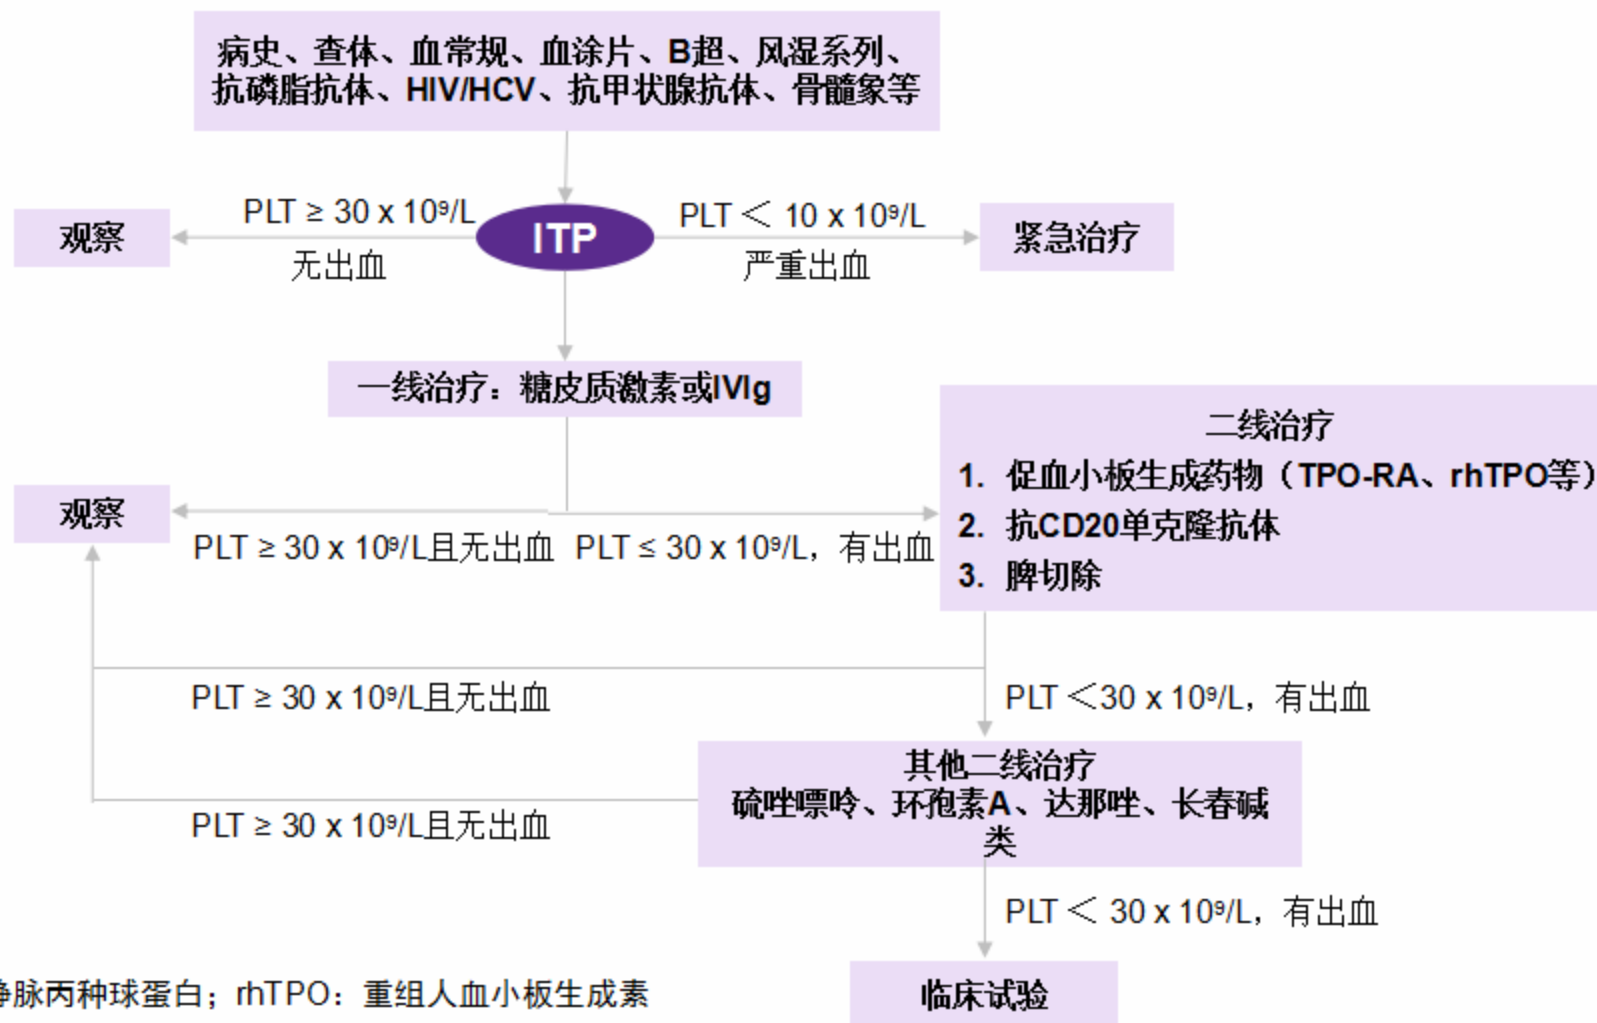 病史、查体、血常规、血涂片、B超、风湿系列、
抗磷脂抗体、HIV/HCV、抗甲状腺抗体、骨髓象等
PLT ≥ 30 x 10⁹/L
ITP
PLT < 10 x 10⁹/L
观察
无出血
严重出血
紧急治疗
一线治疗：糖皮质激素或IVIg
二线治疗
1. 促血小板生成药物（TPO-RA、rhTPO等）
2. 抗CD20单克隆抗体
3. 脾切除
观察
PLT ≥ 30 x 10⁹/L且无出血
PLT ≤ 30 x 10⁹/L，有出血
PLT ≥ 30 x 10⁹/L且无出血
PLT <30 x 10⁹/L，有出血
其他二线治疗
硫唑嘌呤、环孢素A、达那唑、长春碱
类
PLT ≥ 30 x 10⁹/L且无出血
PLT < 30 x 10⁹/L，有出血
临床试验
静脉丙种球蛋白；rhTPO：重组人血小板生成素